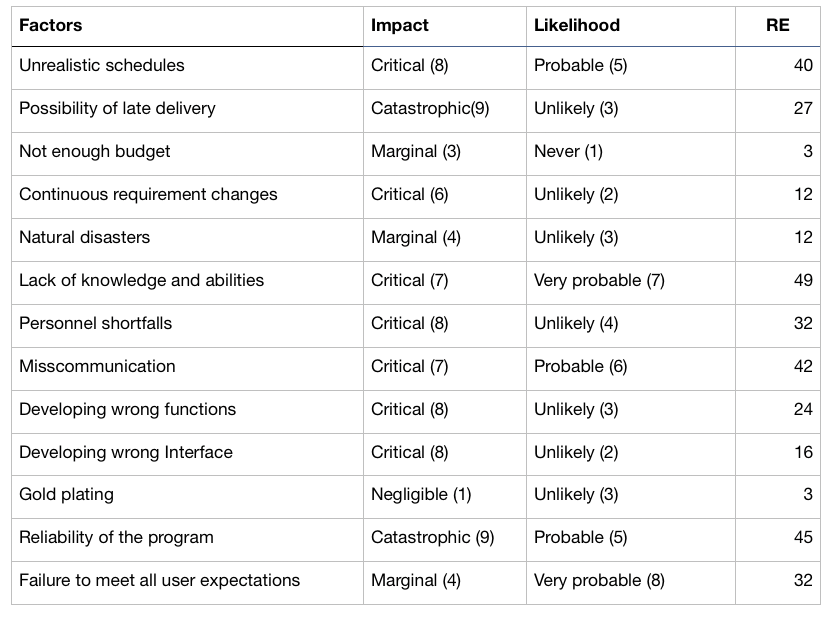 Factors Impact Likelihood RE
Unrealistic schedules Critical (8) Probable (5) 40
Possibility of late delivery Catastrophic(9) Unlikely (3) 27
Not enough budget Marginal (3) Never (1) 3
Continuous requirement changes Critical (6) Unlikely (2) 12
Natural disasters Marginal (4) Unlikely (3) 12
Lack of knowledge and abilities Critical (7) Very probable (7) 49
Personnel shortfalls Critical (8) Unlikely (4) 32
Misscommunication Critical (7) Probable (6) 42
Developing wrong functions Critical (8) Unlikely (3) 24
Developing wrong Interface Critical (8) Unlikely (2) 16
Gold plating Negligible (1) Unlikely (3) 3
Reliability of the program Catastrophic (9) Probable (5) 45
Failure to meet all user expectations Marginal (4) Very probable (8) 32